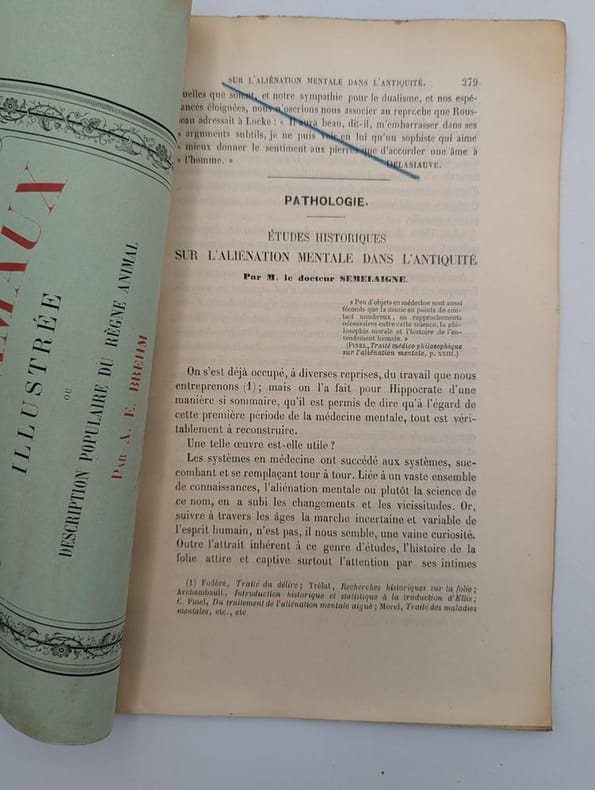 MAUX
ILLUSTRÉE
OU
DESCRIPTION POPULAIRE DU RÈGNE ANIMAL
PAR A. E. BREHM
SUR L'ALIÉNATION MENTALE DANS L'ANTIQUITÉ. 279
uelles que soient, et notre sympathie pour le dualisme, et nos espé-
ances éloignées, nous n'oserions nous associer au reproche que Rous-
eau adressait à Locke : « Il aura beau, dit-il, m'embarrasser dans ses
« arguments subtils, je ne puis voir en lui qu'un sophiste qui aime
« mieux donner le sentiment aux pierres que d'accorder une âme à
« l'homme. » DELASIAUVE.
PATHOLOGIE.
ÉTUDES HISTORIQUES
SUR L'ALIÉNATION MENTALE DANS L'ANTIQUITÉ
Par M. le docteur SEMELAIGNE.
« Peu d'objets en médecine sont aussi
féconds que la manie en points de con-
tact nombreux, en rapprochements
nécessaires entre cette science, la phi-
losophie morale et l'histoire de l'en-
tendement humain. »
(PINEL, Traité médico-philosophique
sur l'aliénation mentale, p. XXIII.)
On s'est déjà occupé, à diverses reprises, du travail que nous
entreprenons (1) ; mais on l'a fait pour Hippocrate d'une
manière si sommaire, qu'il est permis de dire qu'à l'égard de
cette première période de la médecine mentale, tout est véri-
tablement à reconstruire.
Une telle œuvre est-elle utile ?
Les systèmes en médecine ont succédé aux systèmes, suc-
combant et se remplaçant tour à tour. Liée à un vaste ensemble
de connaissances, l'aliénation mentale ou plutôt la science de
ce nom, en a subi les changements et les vicissitudes. Or,
suivre à travers les âges la marche incertaine et variable de
l'esprit humain, n'est pas, il nous semble, une vaine curiosité.
Outre l'attrait inhérent à ce genre d'études, l'histoire de la
folie attire et captive surtout l'attention par ses intimes
(1) Fodéré, Traité du délire ; Trélat, Recherches historiques sur la folie ;
Archambault, Introduction historique et statistique à la traduction d'Ellis ;
C. Pinel, Du traitement de l'aliénation mentale aiguë ; Morel, Traité des maladies
mentales, etc., etc.